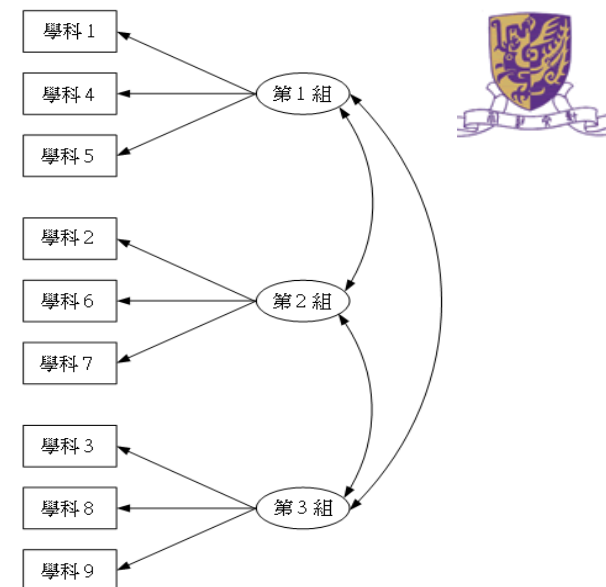 學科 1
學科 4
第 1 組
學科 5
學科 2
學科 6
第 2 組
學科 7
學科 3
學科 8
第 3 組
學科 9